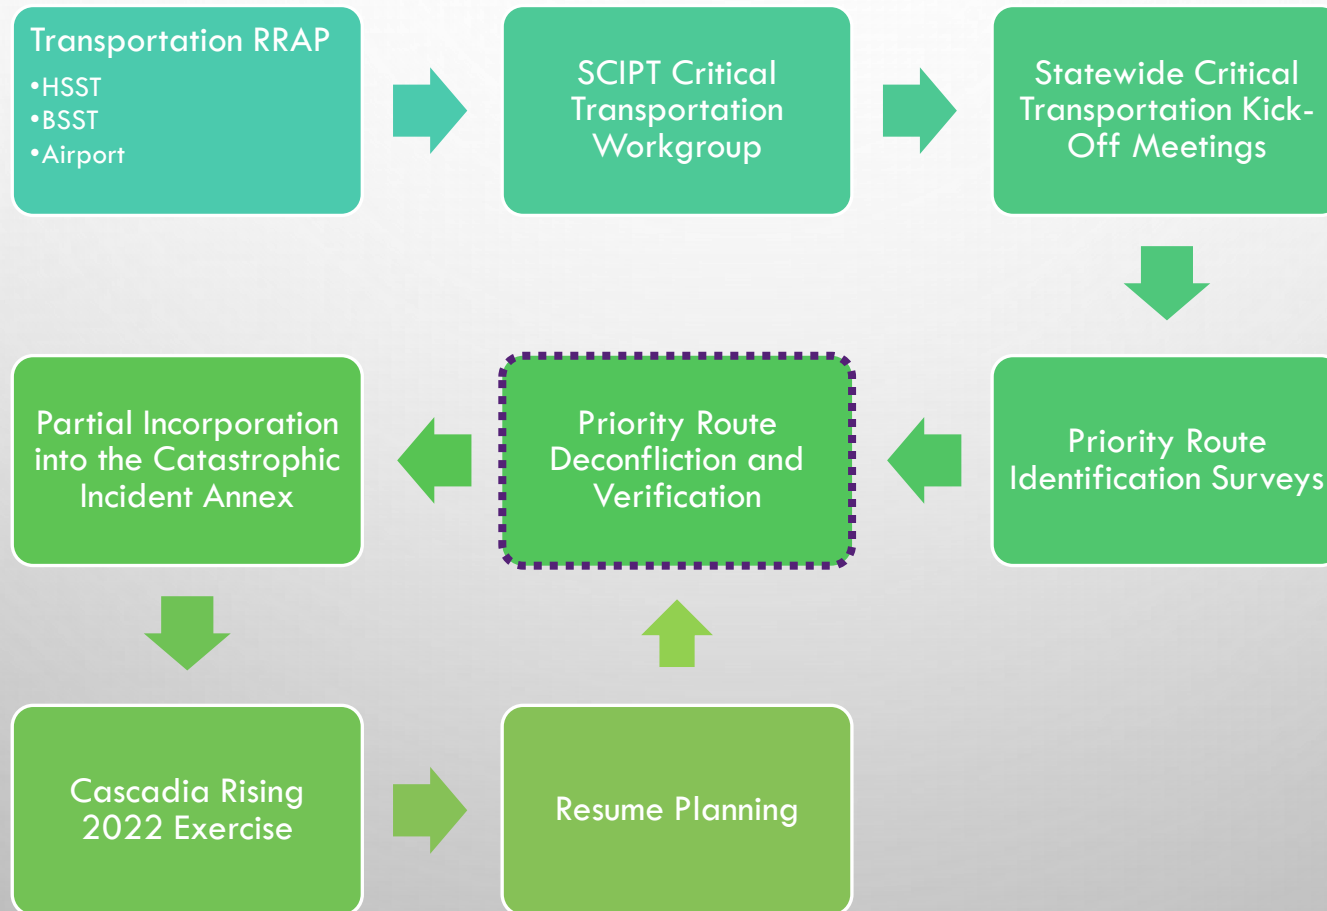 Transportation RRAP
•HSST
•BSST
•Airport
SCIPT Critical
Transportation
Workgroup
Statewide Critical
Transportation Kick-
Off Meetings
Priority Route
Identification Surveys
Priority Route
Deconfliction and
Verification
Partial Incorporation
into the Catastrophic
Incident Annex
Cascadia Rising
2022 Exercise
Resume Planning